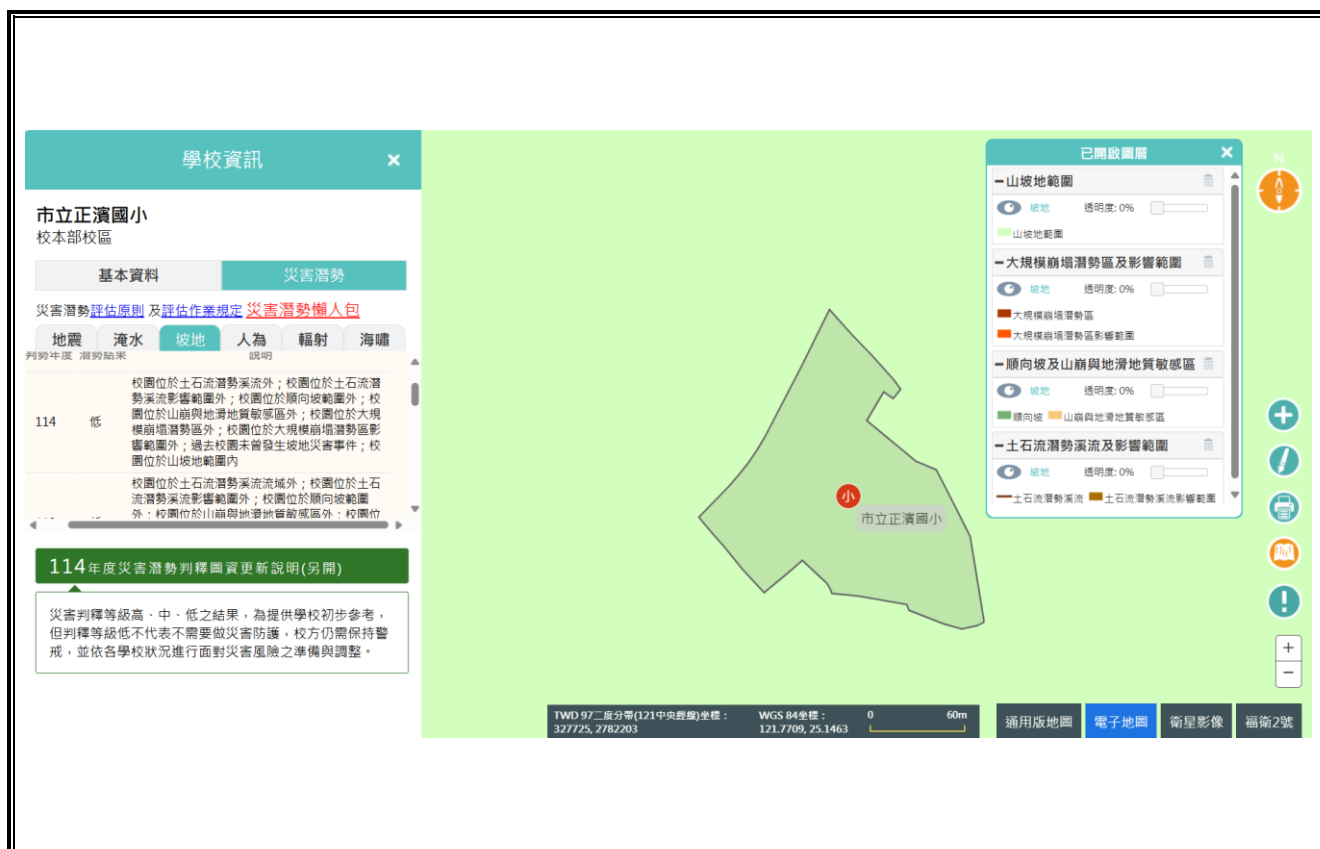 學校資訊 ×
市立正濱國小
校本部校區
基本資料 災害潛勢
災害潛勢評估原則 及評估作業規定 災害潛勢懶人包
地震 淹水 坡地 人為 輻射 海嘯
潛勢結果 說明
校園位於土石流潛勢溪流外；校園位於土石流潛
勢溪流影響範圍外；校園位於順向坡範圍外；校
園位於山崩與地滑地質敏感區外；校園位於大規
114 低 模崩塌潛勢區外；校園位於大規模崩塌潛勢區影
響範圍外；過去校園未曾發生坡地災害事件；校
園位於山坡地範圍內
校園位於土石流潛勢溪流流域外；校園位於土石
流潛勢溪流影響範圍外；校園位於順向坡範圍
外；校園位於山崩與地滑地質敏感區外；校園位
114年度災害潛勢判釋圖資更新說明(另開)
災害判釋等級高、中、低之結果，為提供學校初步參考，
但判釋等級低不代表不需要做災害防護，校方仍需保持警
戒，並依各學校狀況進行面對災害風險之準備與調整。
小
市立正濱國小
已開啟圖層 ×
山坡地範圍
坡地 透明度: 0%
山坡地範圍
大規模崩塌潛勢區及影響範圍
坡地 透明度: 0%
大規模崩塌潛勢區
大規模崩塌潛勢區影響範圍
順向坡及山崩與地滑地質敏感區
坡地 透明度: 0%
順向坡 山崩與地滑地質敏感區
土石流潛勢溪流及影響範圍
坡地 透明度: 0%
土石流潛勢溪流 土石流潛勢溪流影響範圍
N
+
−
TWD 97二度分帶(121中央經線)坐標： WGS 84坐標： 0 60m
327725, 2782203 121.7709, 25.1463
通用版地圖 電子地圖 衛星影像 福衛2號